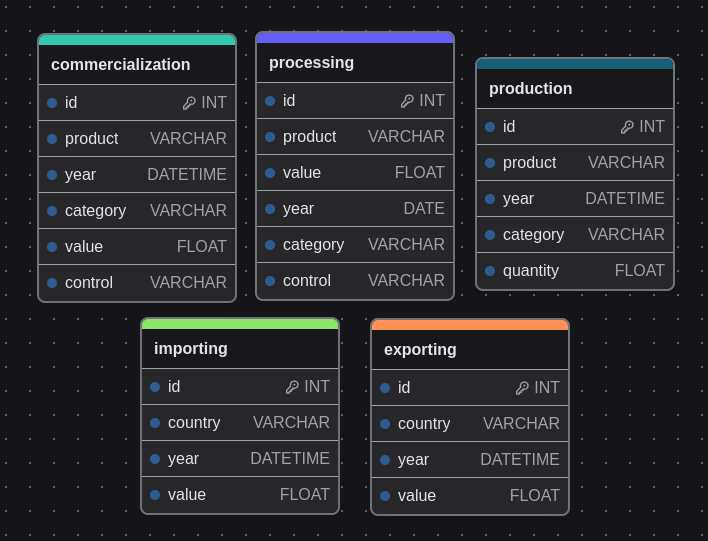 commercialization
id INT
product VARCHAR
year DATETIME
category VARCHAR
value FLOAT
control VARCHAR
processing
id INT
product VARCHAR
value FLOAT
year DATE
category VARCHAR
control VARCHAR
production
id INT
product VARCHAR
year DATETIME
category VARCHAR
quantity FLOAT
importing
id INT
country VARCHAR
year DATETIME
value FLOAT
exporting
id INT
country VARCHAR
year DATETIME
value FLOAT